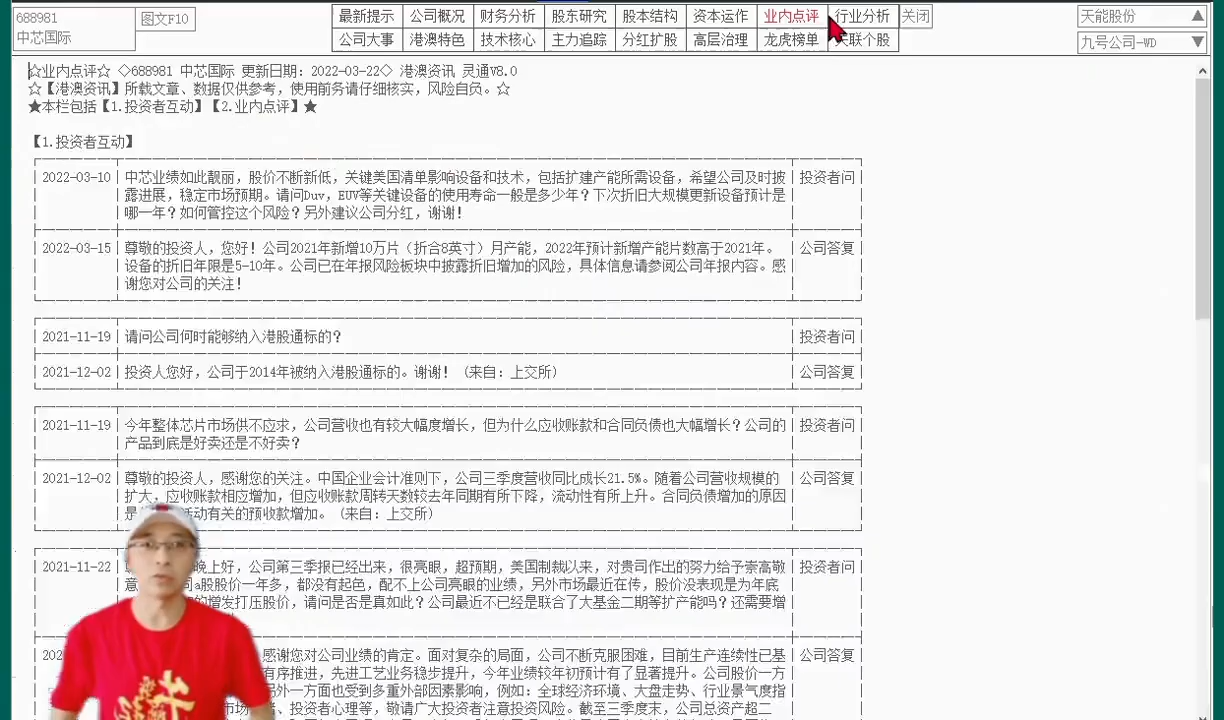 688981
中芯国际
图文F10
最新提示 公司概况 财务分析 股东研究 股本结构 资本运作 业内点评 行业分析 关闭
公司大事 港澳特色 技术核心 主力追踪 分红扩股 高层治理 龙虎榜单 关联个股
天能股份
九号公司-WD
☆业内点评☆ ◇688981 中芯国际 更新日期：2022-03-22◇ 港澳资讯 灵通V8.0
☆【港澳资讯】所载文章、数据仅供参考，使用前务请仔细核实，风险自负。☆
★本栏包括【1.投资者互动】【2.业内点评】★
【1.投资者互动】
2022-03-10 中芯业绩如此靓丽，股价不断新低，关键美国清单影响设备和技术，包括扩建产能所需设备，希望公司及时披 投资者问
露进展，稳定市场预期。请问Duv，EUV等关键设备的使用寿命一般是多少年？下次折旧大规模更新设备预计是
哪一年？如何管控这个风险？另外建议公司分红，谢谢！
2022-03-15 尊敬的投资人，您好！公司2021年新增10万片（折合8英寸）月产能，2022年预计新增产能片数高于2021年。 公司答复
设备的折旧年限是5-10年。公司已在年报风险板块中披露折旧增加的风险，具体信息请参阅公司年报内容。感
谢您对公司的关注！
2021-11-19 请问公司何时能够纳入港股通标的？ 投资者问
2021-12-02 投资人您好，公司于2014年被纳入港股通标的。谢谢！（来自：上交所） 公司答复
2021-11-19 今年整体芯片市场供不应求，公司营收也有较大幅度增长，但为什么应收账款和合同负债也大幅增长？公司的 投资者问
产品到底是好卖还是不好卖？
2021-12-02 尊敬的投资人，感谢您的关注。中国企业会计准则下，公司三季度营收同比成长21.5%。随着公司营收规模的 公司答复
扩大，应收账款相应增加，但应收账款周转天数较去年同期有所下降，流动性有所上升。合同负债增加的原因
是 活动有关的预收款增加。（来自：上交所）
2021-11-22 晚上好，公司第三季报已经出来，很亮眼，超预期，美国制裁以来，对贵司作出的努力给予崇高敬 投资者问
意 司a股股价一年多，都没有起色，配不上公司亮眼的业绩，另外市场最近在传，股价没表现是为年底
的增发打压股价，请问是否是真如此？公司最近不已经是联合了大基金二期等扩产能吗？还需要增
202 感谢您对公司业绩的肯定。面对复杂的局面，公司不断克服困难，目前生产连续性已基 公司答复
有序推进，先进工艺业务稳步提升，今年业绩较年初预计有了显著提升。公司股价一方
另外一方面也受到多重外部因素影响，例如：全球经济环境、大盘走势、行业景气度指
市场 、投资者心理等，敬请广大投资者注意投资风险。截至三季度末，公司总资产超二